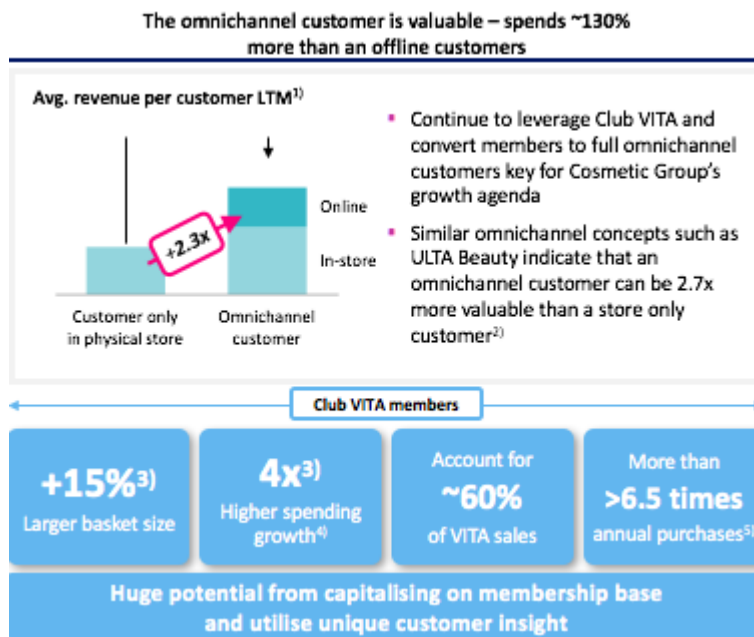 The omnichannel customer is valuable – spends ~130%
more than an offline customers
Avg. revenue per customer LTM1)
+2.3x
Online
In-store
Customer only
in physical store
Omnichannel
customer
▪ Continue to leverage Club VITA and
convert members to full omnichannel
customers key for Cosmetic Group's
growth agenda
▪ Similar omnichannel concepts such as
ULTA Beauty indicate that an
omnichannel customer can be 2.7x
more valuable than a store only
customer2)
Club VITA members
+15%3)
Larger basket size
4x3)
Higher spending
growth4)
Account for
~60%
of VITA sales
More than
>6.5 times
annual purchases5)
Huge potential from capitalising on membership base
and utilise unique customer insight